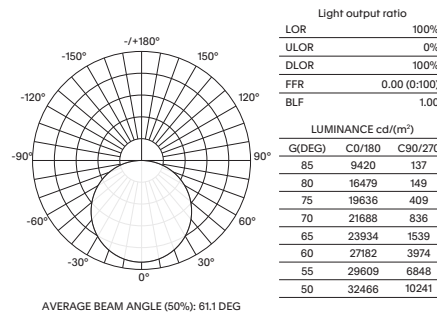 -/+180°
-150° 150°
-120° 120°
-90° 90°
-60° 60°
-30° 30°
0°
AVERAGE BEAM ANGLE (50%): 61.1 DEG
Light output ratio
LOR 100%
ULOR 0%
DLOR 100%
FFR 0.00 (0:100)
BLF 1.00
LUMINANCE cd/(m²)
G(DEG) C0/180 C90/270
85 9420 137
80 16479 149
75 19636 409
70 21688 836
65 23934 1539
60 27182 3974
55 29609 6848
50 32466 10241